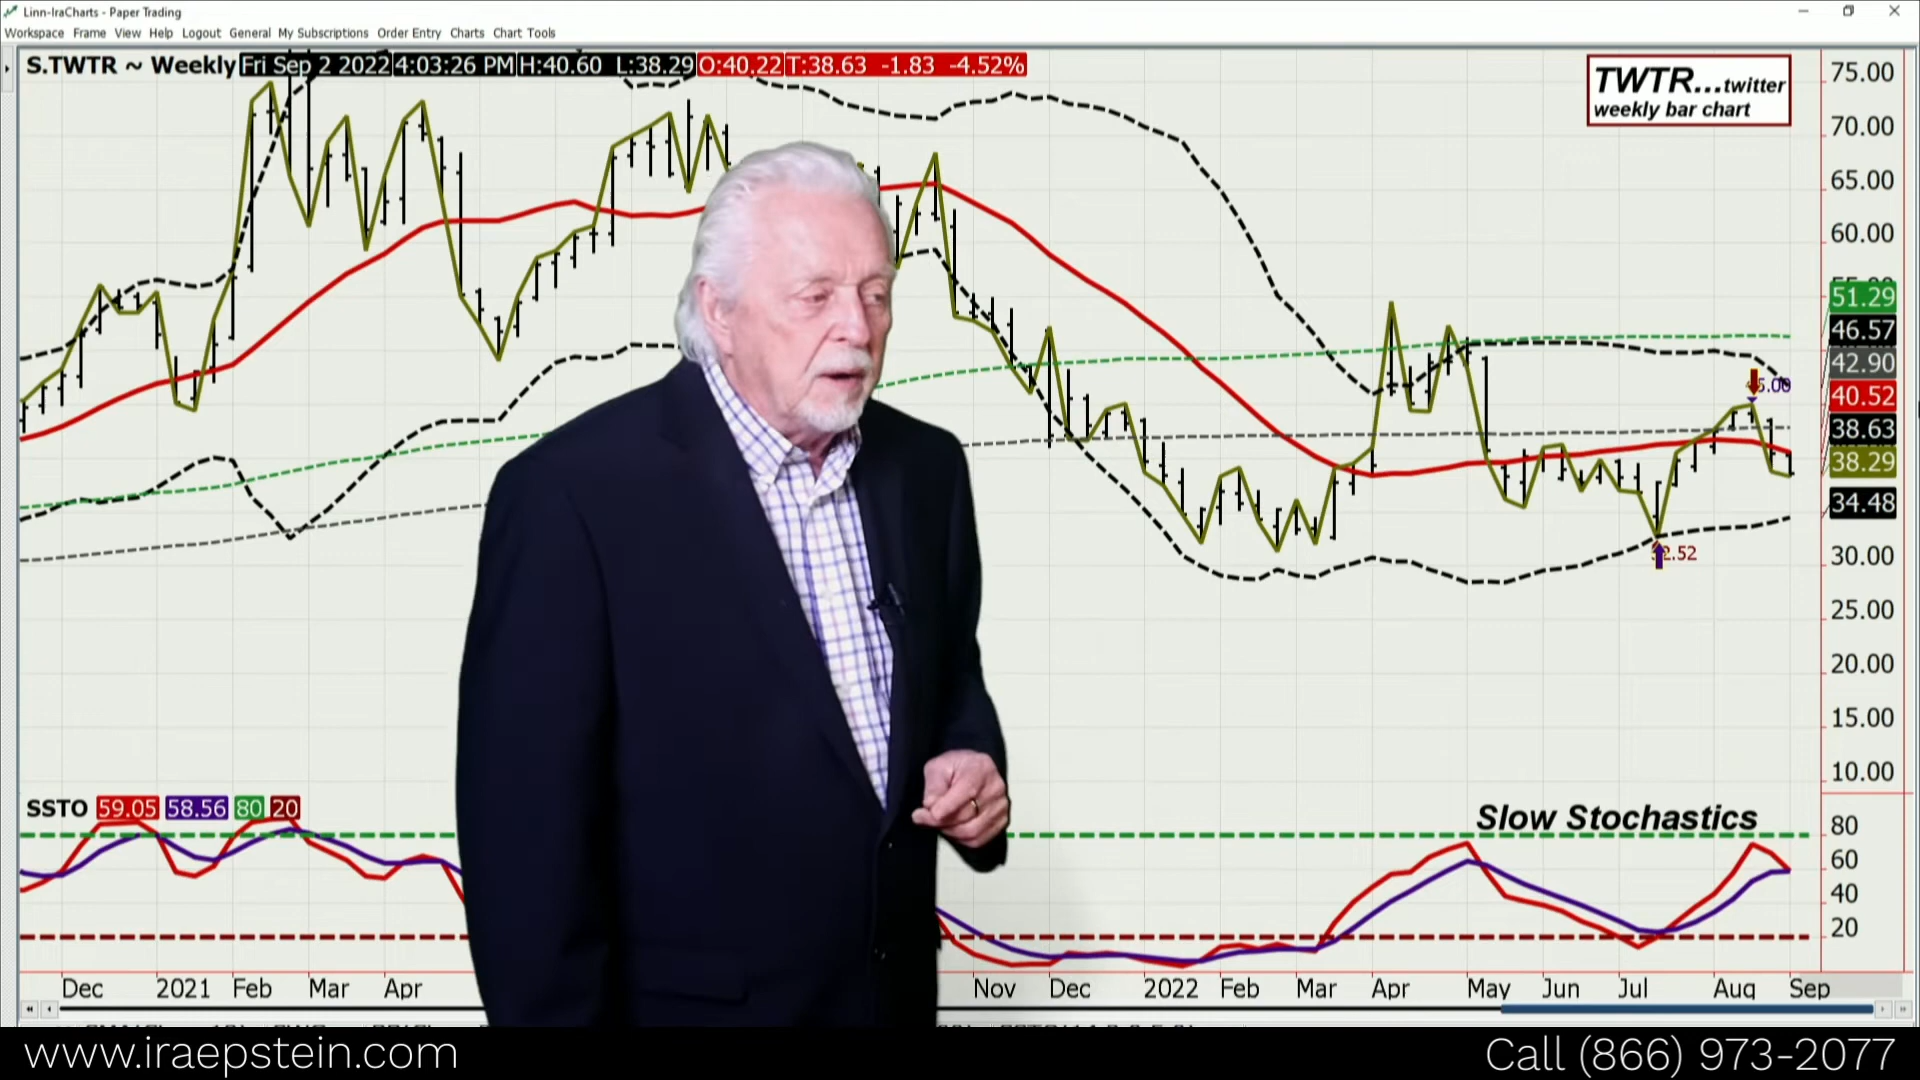 Linn-IraCharts - Paper Trading
Workspace Frame View Help Logout General My Subscriptions Order Entry Charts Chart Tools
S.TWTR ~ Weekly Fri Sep 2 2022 4:03:26 PM H:40.60 L:38.29 O:40.22 T:38.63 -1.83 -4.52%
TWTR...twitter
weekly bar chart
75.00
70.00
65.00
60.00
51.29
46.57
42.90
40.52
38.63
38.29
34.48
30.00
25.00
20.00
15.00
10.00
SSTO 59.05 58.56 80 20
Slow Stochastics
80
60
40
20
Dec 2021 Feb Mar Apr Nov Dec 2022 Feb Mar Apr May Jun Jul Aug Sep
www.iraepstein.com
Call (866) 973-2077